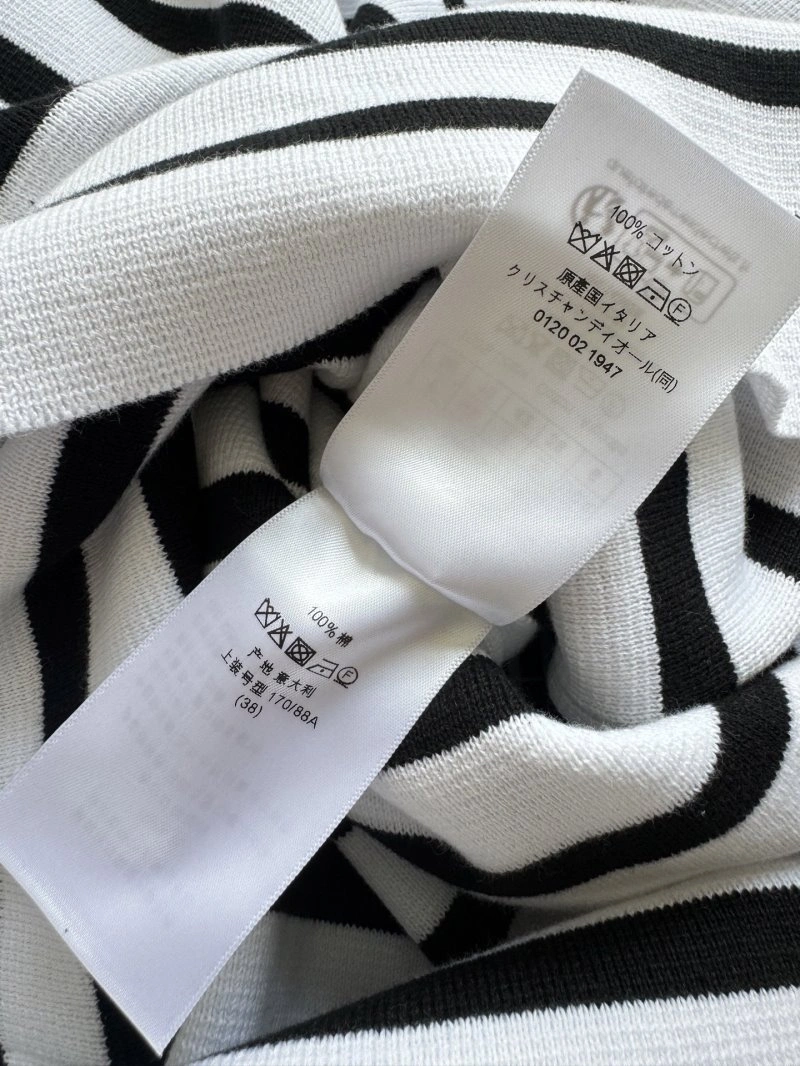 100% コットン
F
原産国イタリア
クリスチャンディオール(同)
0120 02 1947
100% 棉
F
产地 意大利
上装号型 170/88A
(38)